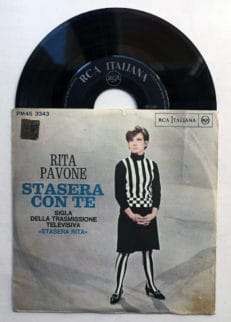 RCA ITALIANA
PM45 3343
RCA ITALIANA
RITA
PAVONE
STASERA
CON TE
SIGLA
DELLA TRASMISSIONE
TELEVISIVA
«STASERA RITA»